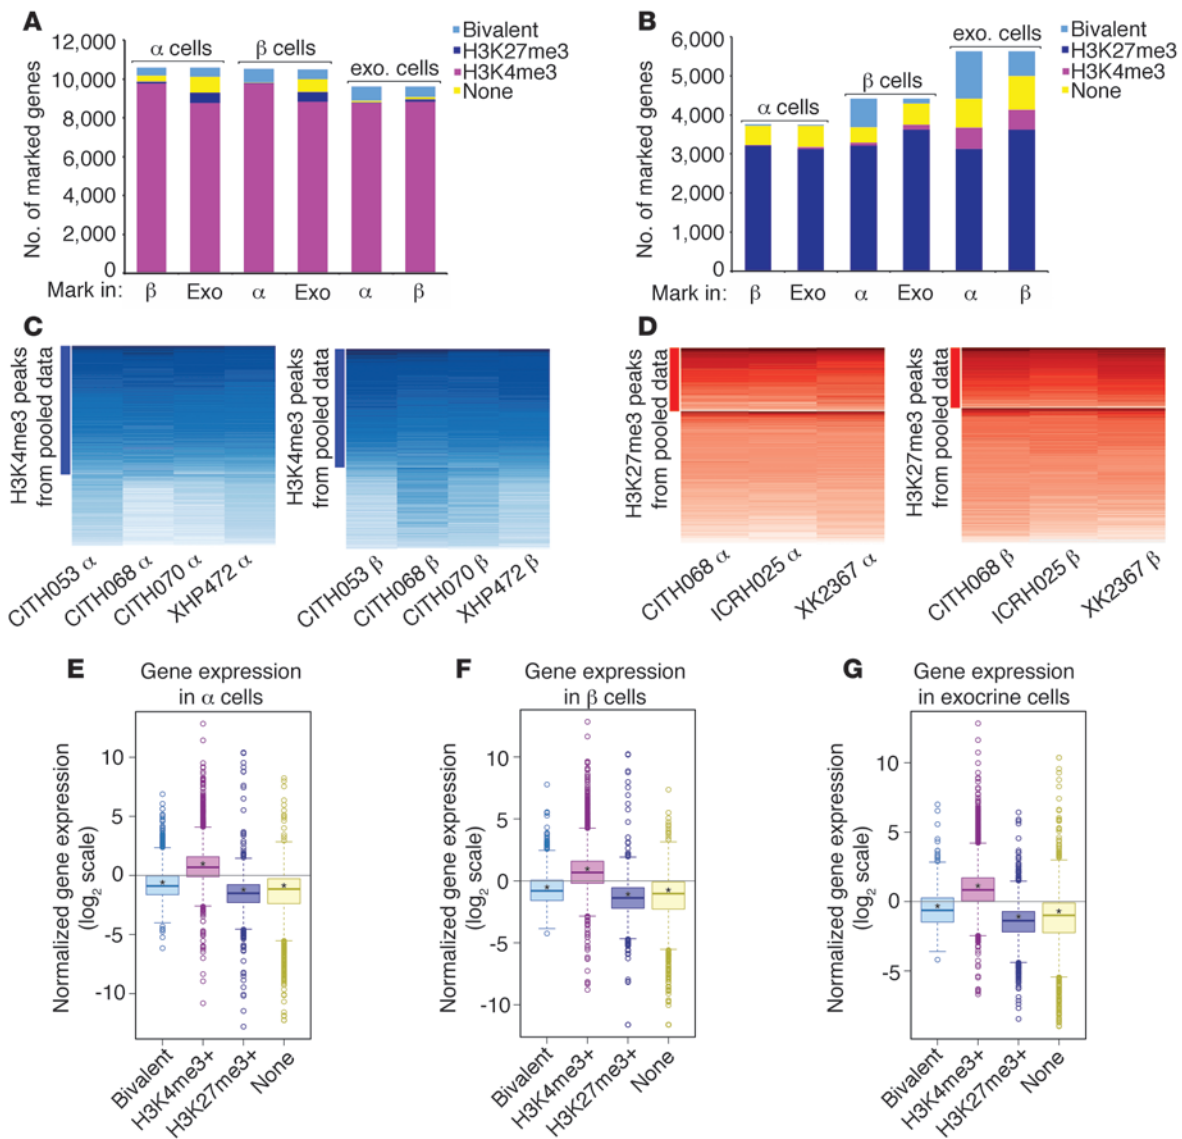 A
12,000
10,000
8,000
6,000
4,000
2,000
0
No. of marked genes
α cells
β cells
exo. cells
Bivalent
H3K27me3
H3K4me3
None
Mark in: β Exo α Exo α β
B
6,000
5,000
4,000
3,000
2,000
1,000
0
No. of marked genes
α cells
β cells
exo. cells
Bivalent
H3K27me3
H3K4me3
None
Mark in: β Exo α Exo α β
C
H3K4me3 peaks
from pooled data
CITH053 α
CITH068 α
CITH070 α
XHP472 α
H3K4me3 peaks
from pooled data
CITH053 β
CITH068 β
CITH070 β
XHP472 β
D
H3K27me3 peaks
from pooled data
CITH068 α
ICRH025 α
XK2367 α
H3K27me3 peaks
from pooled data
CITH068 β
ICRH025 β
XK2367 β
E
Gene expression
in α cells
Normalized gene expression
(log2 scale)
10
5
0
-5
-10
Bivalent
H3K4me3+
H3K27me3+
None
F
Gene expression
in β cells
Normalized gene expression
(log2 scale)
10
5
0
-5
-10
Bivalent
H3K4me3+
H3K27me3+
None
G
Gene expression
in exocrine cells
Normalized gene expression
(log2 scale)
10
5
0
-5
Bivalent
H3K4me3+
H3K27me3+
None